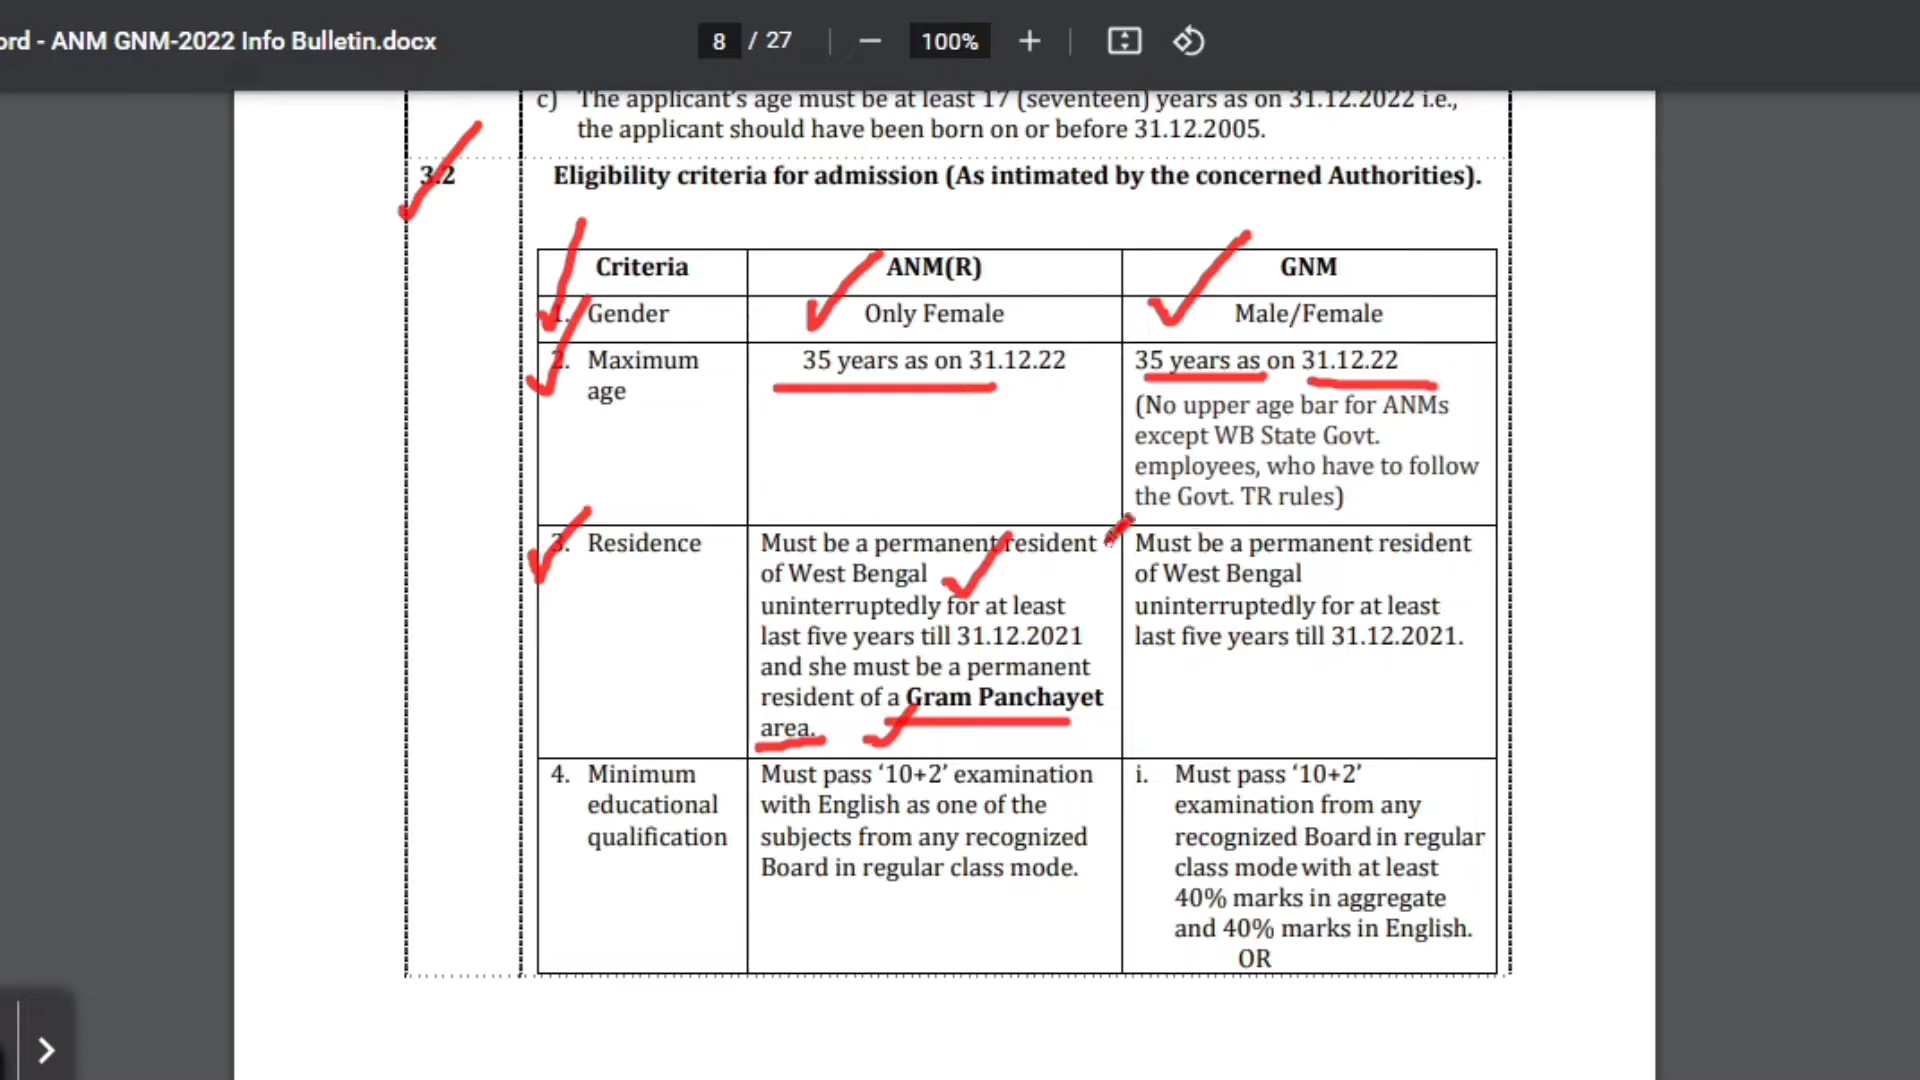 ord - ANM GNM-2022 Info Bulletin.docx
8 / 27
100%
c) The applicant's age must be at least 17 (seventeen) years as on 31.12.2022 i.e.,
the applicant should have been born on or before 31.12.2005.
3.2 Eligibility criteria for admission (As intimated by the concerned Authorities).
Criteria ANM(R) GNM
1. Gender Only Female Male/Female
2. Maximum
age
35 years as on 31.12.22
35 years as on 31.12.22
(No upper age bar for ANMs
except WB State Govt.
employees, who have to follow
the Govt. TR rules)
3. Residence
Must be a permanent resident
of West Bengal
uninterruptedly for at least
last five years till 31.12.2021
and she must be a permanent
resident of a Gram Panchayet
area.
Must be a permanent resident
of West Bengal
uninterruptedly for at least
last five years till 31.12.2021.
4. Minimum
educational
qualification
Must pass ‘10+2’ examination
with English as one of the
subjects from any recognized
Board in regular class mode.
i. Must pass ‘10+2’
examination from any
recognized Board in regular
class mode with at least
40% marks in aggregate
and 40% marks in English.
OR